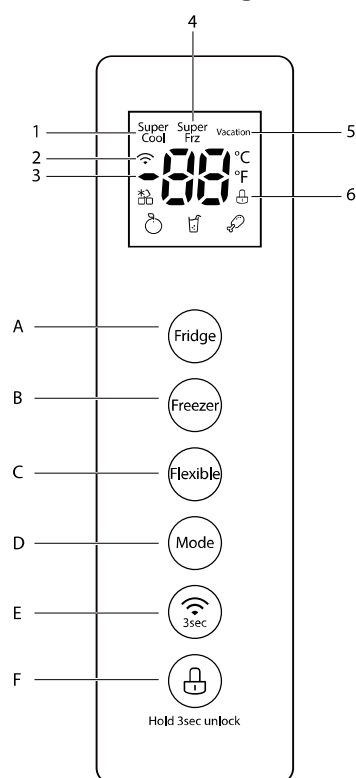 4
1
Super Cool
Super Frz
Vacation
5
2
3
-88
°C
°F
6
A
Fridge
B
Freezer
C
Flexible
D
Mode
E
3sec
F
Hold 3sec unlock